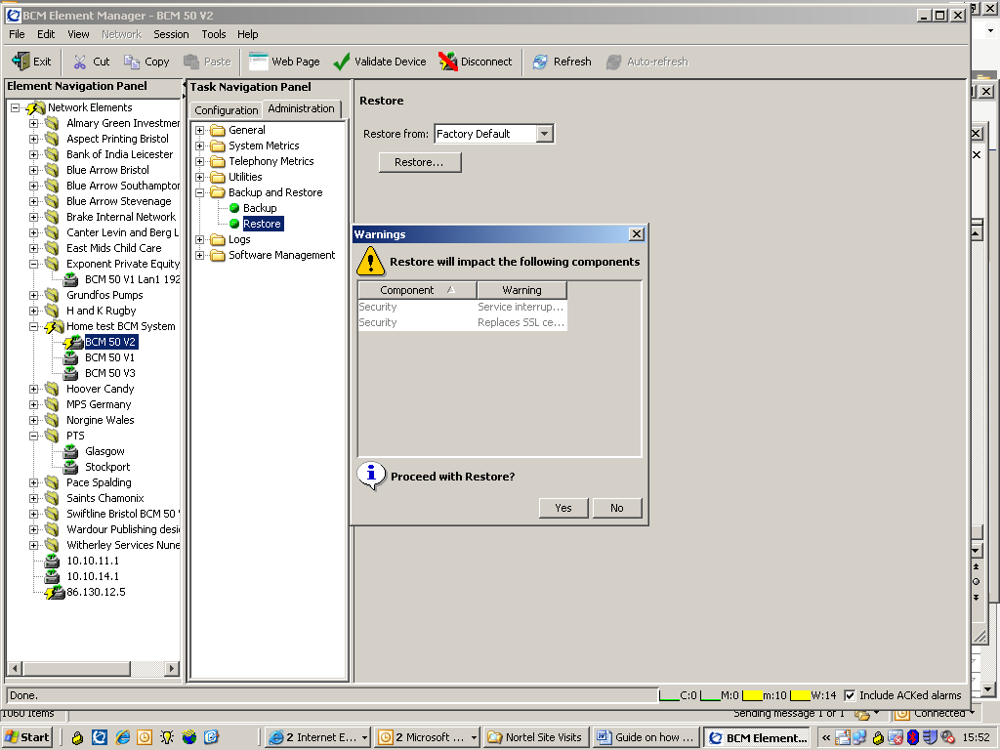 BCM Element Manager - BCM 50 V2
File Edit View Network Session Tools Help
Exit Cut Copy Paste Web Page Validate Device Disconnect Refresh Auto-refresh
Element Navigation Panel
Network Elements
Almary Green Investmer
Aspect Printing Bristol
Bank of India Leicester
Blue Arrow Bristol
Blue Arrow Southamptor
Blue Arrow Stevenage
Brake Internal Network
Canter Levin and Berg L
East Mids Child Care
Exponent Private Equity
BCM 50 V1 Lan1 192
Grundfos Pumps
H and K Rugby
Home test BCM System
BCM 50 V2
BCM 50 V1
BCM 50 V3
Hoover Candy
MPS Germany
Norgine Wales
PTS
Glasgow
Stockport
Pace Spalding
Saints Chamonix
Swiftline Bristol BCM 50
Wardour Publishing desi
Witherley Services Nune
10.10.11.1
10.10.14.1
86.130.12.5
Task Navigation Panel
Configuration Administration
General
System Metrics
Telephony Metrics
Utilities
Backup and Restore
Backup
Restore
Logs
Software Management
Restore
Restore from: Factory Default
Restore...
Warnings
Restore will impact the following components
Component Warning
Security Service interrup...
Security Replaces SSL ce...
Proceed with Restore?
Yes No
Done. C:0 M:0 m:10 W:14 Include ACKed alarms
1060 Items Sending message 1 of 1 Connected
Start 2 Internet E... 2 Microsoft ... Nortel Site Visits Guide on how ... BCM Element... 15:52